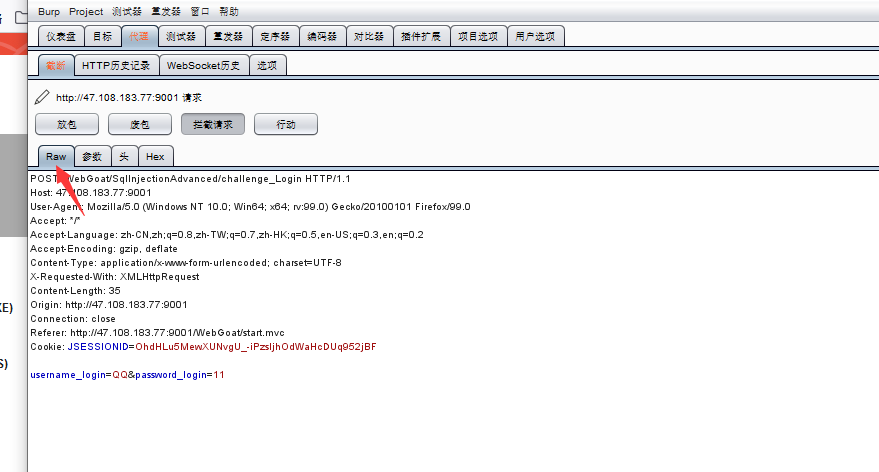 Burp Project 测试器 重发器 窗口 帮助
仪表盘 目标 代理 测试器 重发器 定序器 编码器 对比器 插件扩展 项目选项 用户选项
截断 HTTP历史记录 WebSocket历史 选项
http://47.108.183.77:9001 请求
放包 废包 拦截请求 行动
Raw 参数 头 Hex
POST /WebGoat/SqlInjectionAdvanced/challenge_Login HTTP/1.1
Host: 47.108.183.77:9001
User-Agent: Mozilla/5.0 (Windows NT 10.0; Win64; x64; rv:99.0) Gecko/20100101 Firefox/99.0
Accept: */*
Accept-Language: zh-CN,zh;q=0.8,zh-TW;q=0.7,zh-HK;q=0.5,en-US;q=0.3,en;q=0.2
Accept-Encoding: gzip, deflate
Content-Type: application/x-www-form-urlencoded; charset=UTF-8
X-Requested-With: XMLHttpRequest
Content-Length: 35
Origin: http://47.108.183.77:9001
Connection: close
Referer: http://47.108.183.77:9001/WebGoat/start.mvc
XE)
Cookie: JSESSIONID=OhdHLu5MewXUNvgU_-iPzsIjhOdWaHcDUq952jBF
S)
username_login=QQ&password_login=11